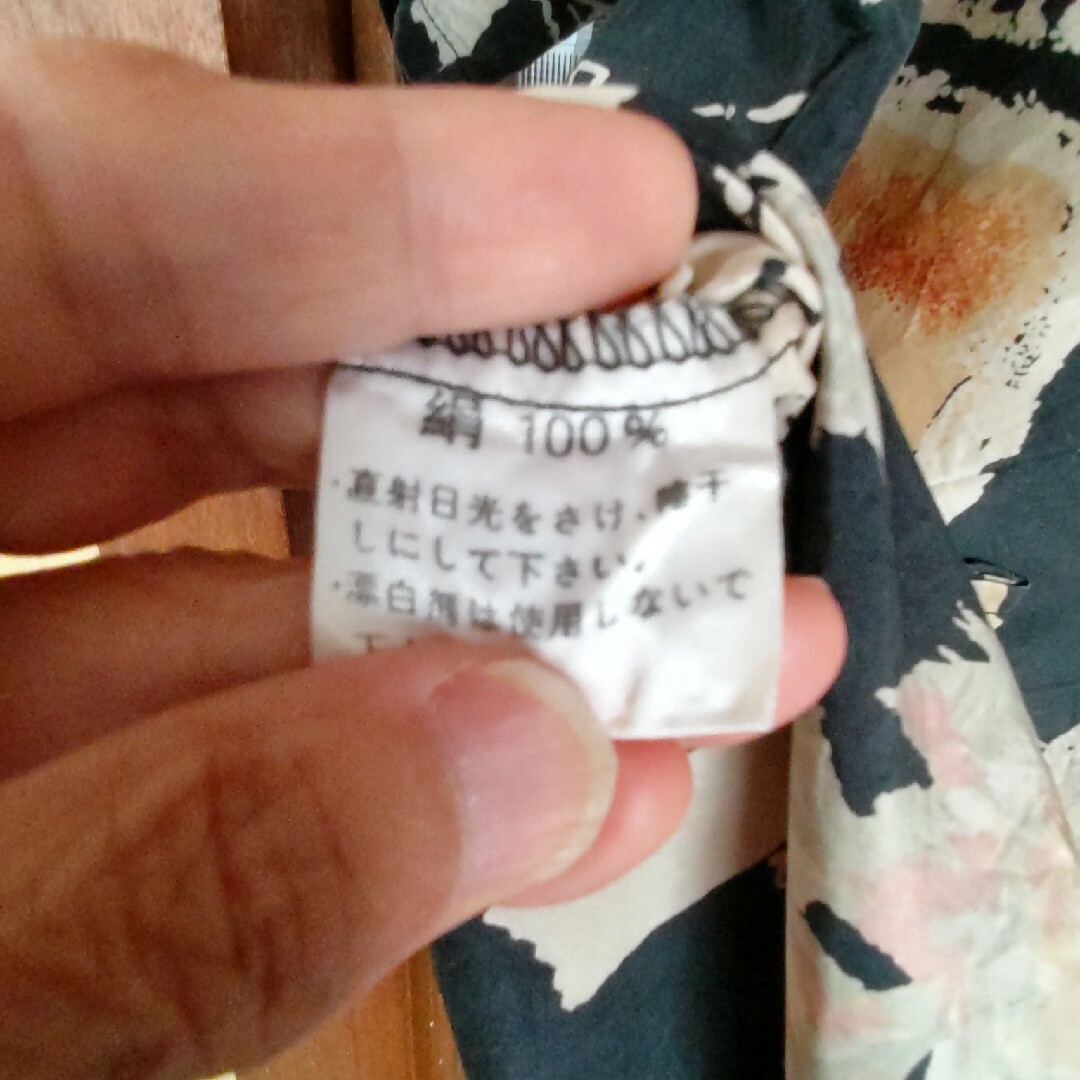 絹 100%
・直射日光をさけ・陰干
しにして下さい・
・漂白剤は使用しないで
下